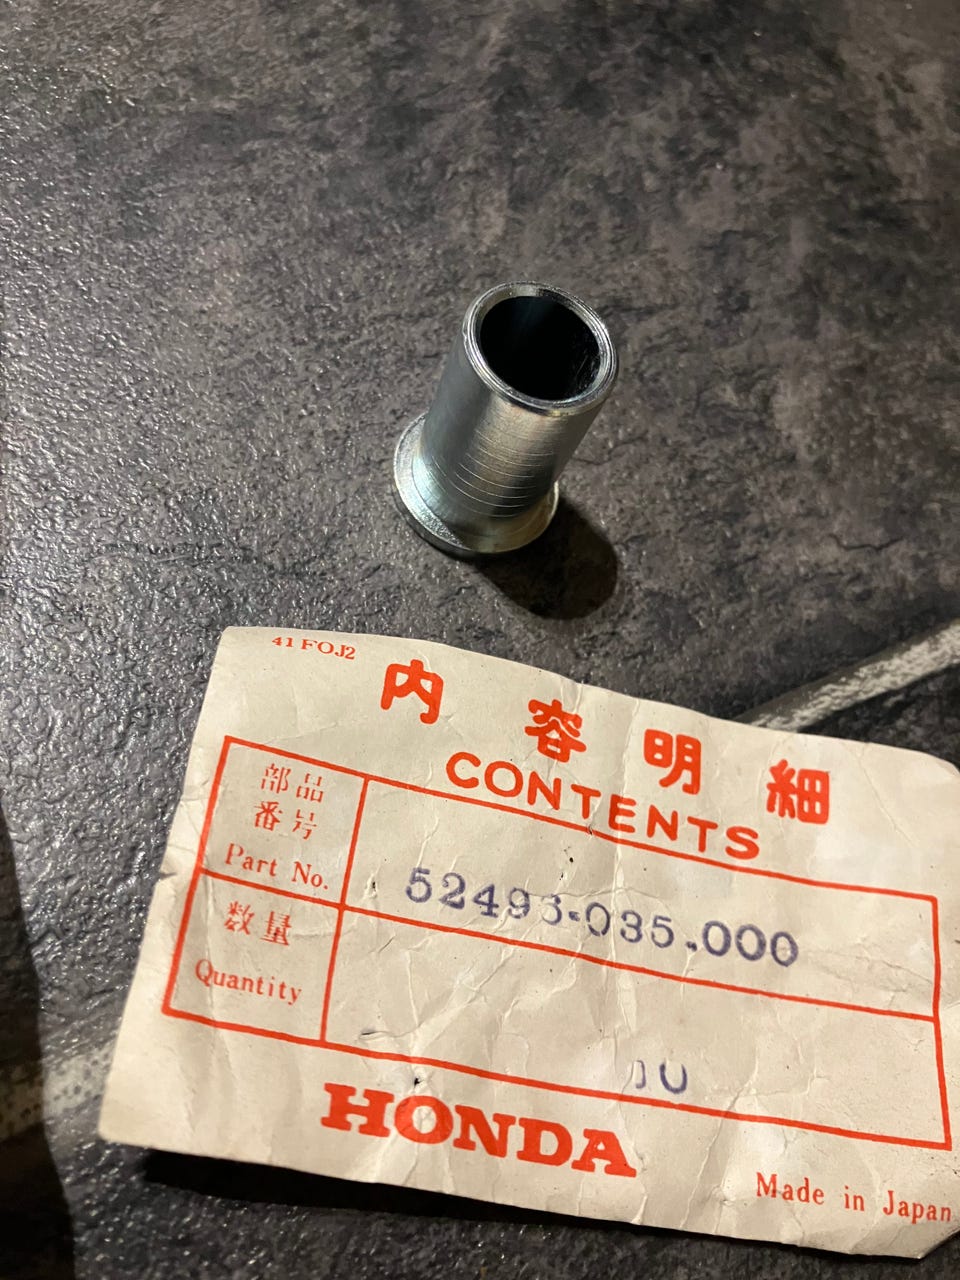 41 FOJ2
内容明細
CONTENTS
部品
番号
Part No.
52493-035.000
数量
Quantity
10
HONDA
Made in Japan